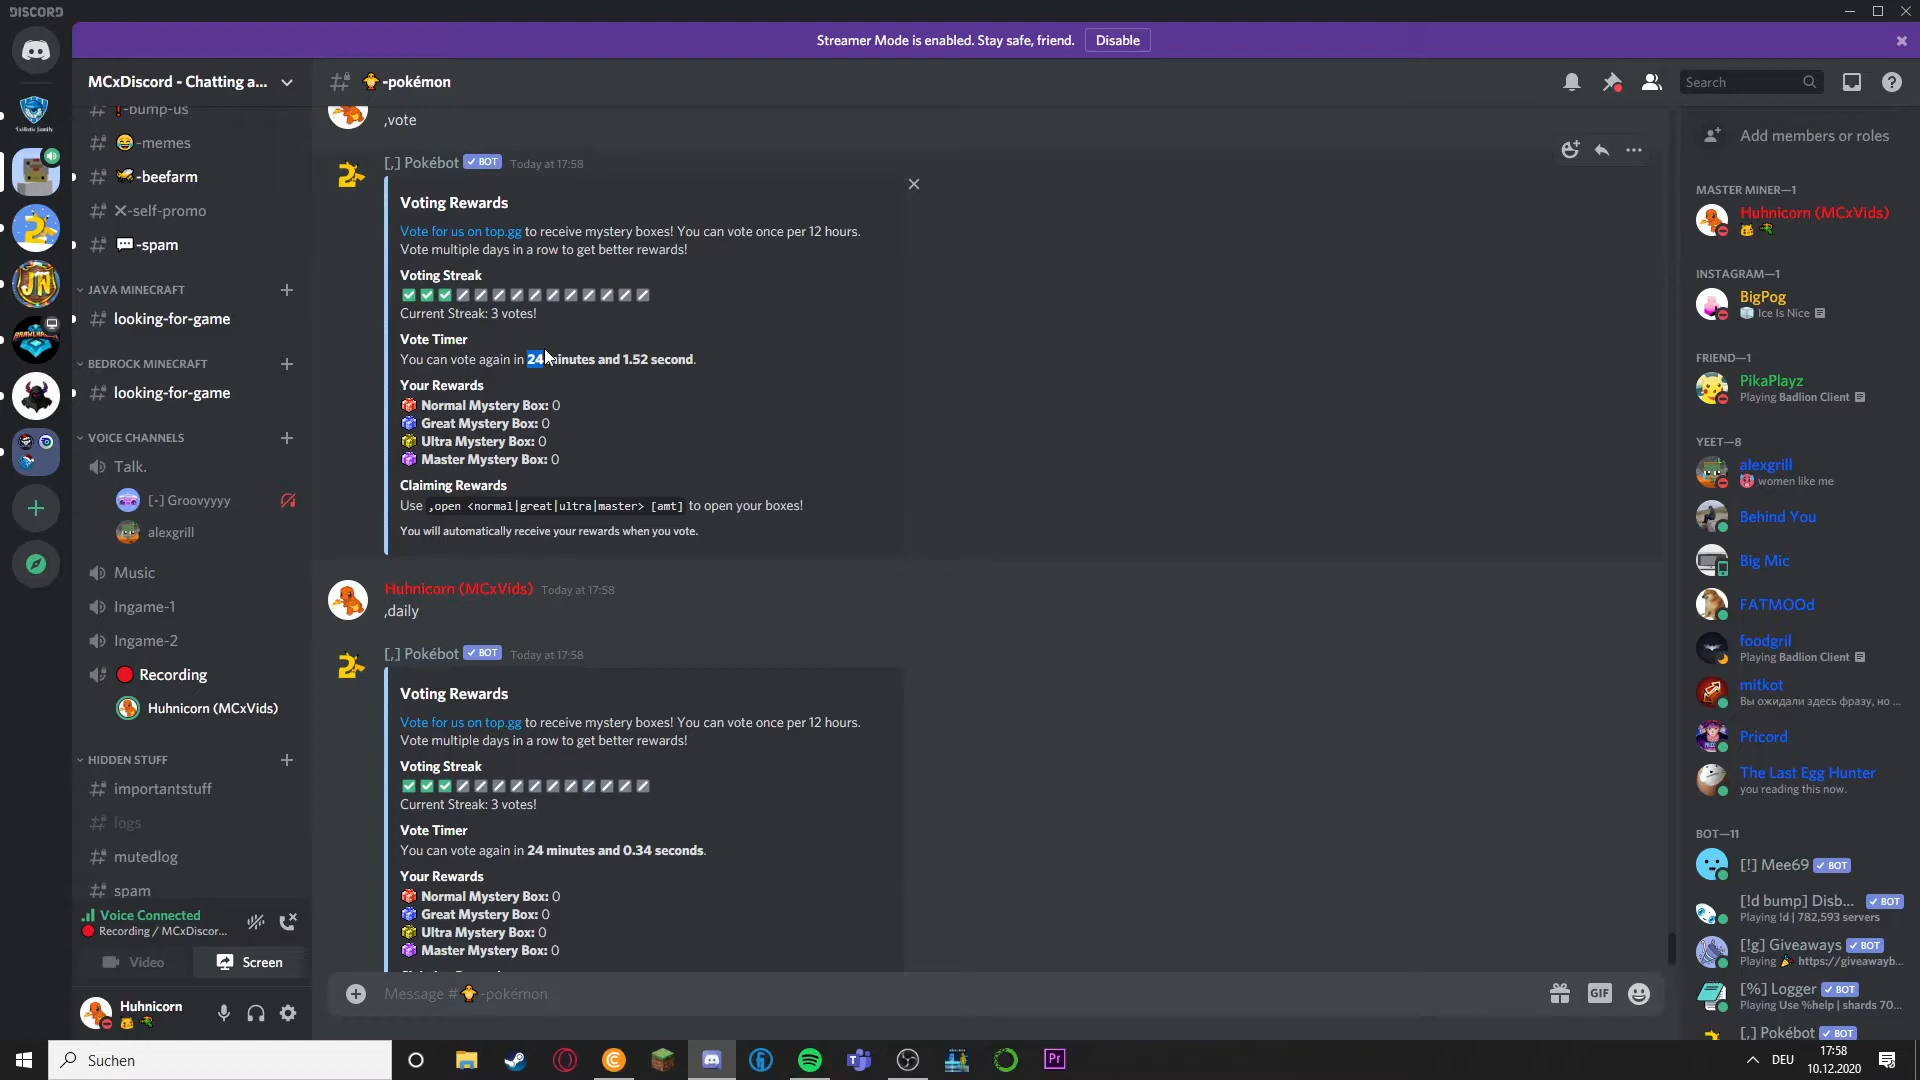 DISCORD
Streamer Mode is enabled. Stay safe, friend.
Disable
MCxDiscord - Chatting a...
-bump-us
-memes
-beefarm
-self-promo
-spam
JAVA MINECRAFT
looking-for-game
BEDROCK MINECRAFT
looking-for-game
VOICE CHANNELS
Talk.
[-] Groovyyyy
alexgrill
Music
Ingame-1
Ingame-2
Recording
Huhnicorn (MCxVids)
HIDDEN STUFF
importantstuff
logs
mutedlog
spam
Voice Connected
Recording / MCxDiscor...
Video
Screen
Huhnicorn
-pokémon
Search
,vote
[,] Pokébot BOT Today at 17:58
Voting Rewards
Vote for us on top.gg to receive mystery boxes! You can vote once per 12 hours.
Vote multiple days in a row to get better rewards!
Voting Streak
Current Streak: 3 votes!
Vote Timer
You can vote again in 24 minutes and 1.52 second.
Your Rewards
Normal Mystery Box: 0
Great Mystery Box: 0
Ultra Mystery Box: 0
Master Mystery Box: 0
Claiming Rewards
Use ,open <normal|great|ultra|master> [amt] to open your boxes!
You will automatically receive your rewards when you vote.
Huhnicorn (MCxVids) Today at 17:58
,daily
[,] Pokébot BOT Today at 17:58
Voting Rewards
Vote for us on top.gg to receive mystery boxes! You can vote once per 12 hours.
Vote multiple days in a row to get better rewards!
Voting Streak
Current Streak: 3 votes!
Vote Timer
You can vote again in 24 minutes and 0.34 seconds.
Your Rewards
Normal Mystery Box: 0
Great Mystery Box: 0
Ultra Mystery Box: 0
Master Mystery Box: 0
Message #-pokémon
GIF
Add members or roles
MASTER MINER—1
Huhnicorn (MCxVids)
INSTAGRAM—1
BigPog
Ice Is Nice
FRIEND—1
PikaPlayz
Playing Badlion Client
YEET—8
alexgrill
women like me
Behind You
Big Mic
FATMOOd
foodgril
Playing Badlion Client
mitkot
Вы ожидали здесь фразу, но ...
Pricord
The Last Egg Hunter
you reading this now.
BOT—11
[!] Mee69 BOT
[!d bump] Disb... BOT
Playing !d | 782,593 servers
[!g] Giveaways BOT
Playing https://giveawayb...
[%] Logger BOT
Playing Use %help | shards 70...
[,] Pokébot BOT
Suchen
Pr
DEU
17:58
10.12.2020